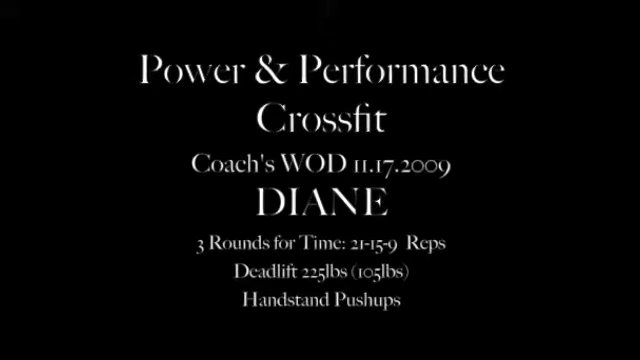 Power & Performance
Crossfit
Coach's WOD 11.17.2009
DIANE
3 Rounds for Time: 21-15-9 Reps
Deadlift 225lbs (105lbs)
Handstand Pushups